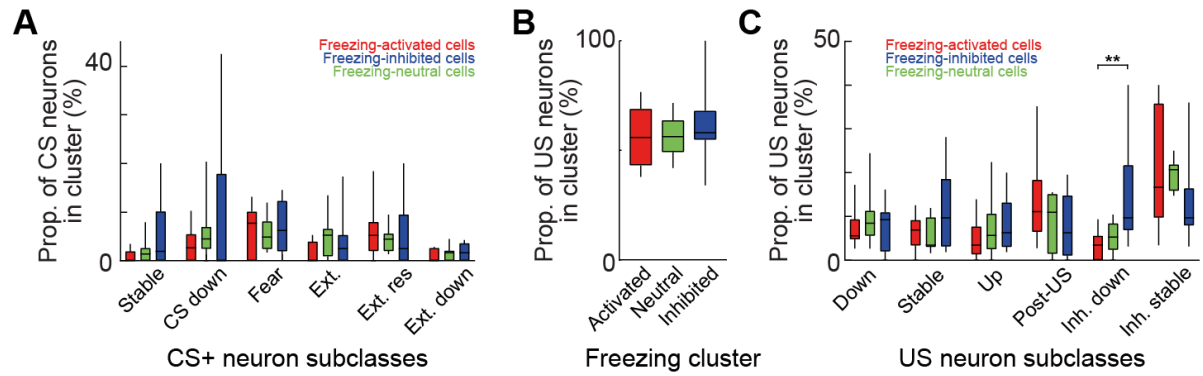 A
Prop. of CS neurons
in cluster (%)
40
0
Freezing-activated cells
Freezing-inhibited cells
Freezing-neutral cells
Stable
CS down
Fear
Ext.
Ext. res
Ext. down
CS+ neuron subclasses
B
Prop. of US neurons
in cluster (%)
100
0
Activated
Neutral
Inhibited
Freezing cluster
C
Prop. of US neurons
in cluster (%)
50
0
Freezing-activated cells
Freezing-inhibited cells
Freezing-neutral cells
**
Down
Stable
Up
Post-US
Inh. down
Inh. stable
US neuron subclasses